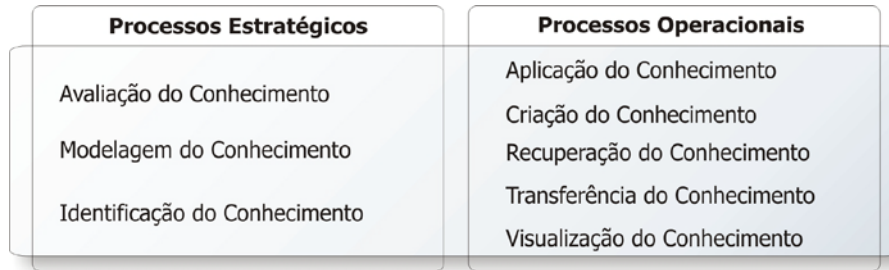 Processos Estratégicos
Avaliação do Conhecimento
Modelagem do Conhecimento
Identificação do Conhecimento
Processos Operacionais
Aplicação do Conhecimento
Criação do Conhecimento
Recuperação do Conhecimento
Transferência do Conhecimento
Visualização do Conhecimento